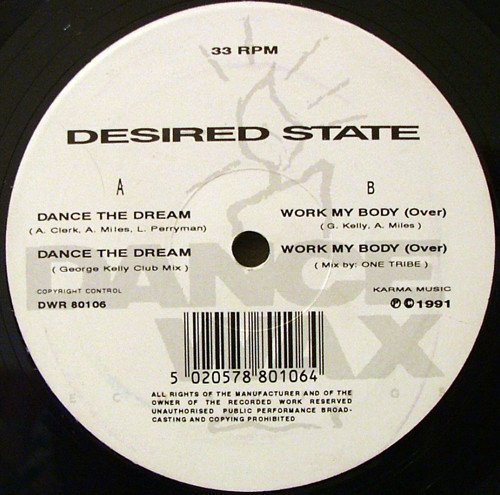 33 RPM
DESIRED STATE
A
B
DANCE THE DREAM
( A. Clerk, A. Miles, L. Perryman)
DANCE THE DREAM
( George Kelly Club Mix )
COPYRIGHT CONTROL
DWR 80106
WORK MY BODY (Over)
( G. Kelly, A. Miles )
WORK MY BODY (Over)
( Mix by: ONE TRIBE )
KARMA MUSIC
℗ © 1991
DANCE
WAX
5 020578 801064
ALL RIGHTS OF THE MANUFACTURER AND OF THE
OWNER OF THE RECORDED WORK RESERVED
UNAUTHORISED PUBLIC PERFORMANCE BROAD-
CASTING AND COPYING PROHIBITED